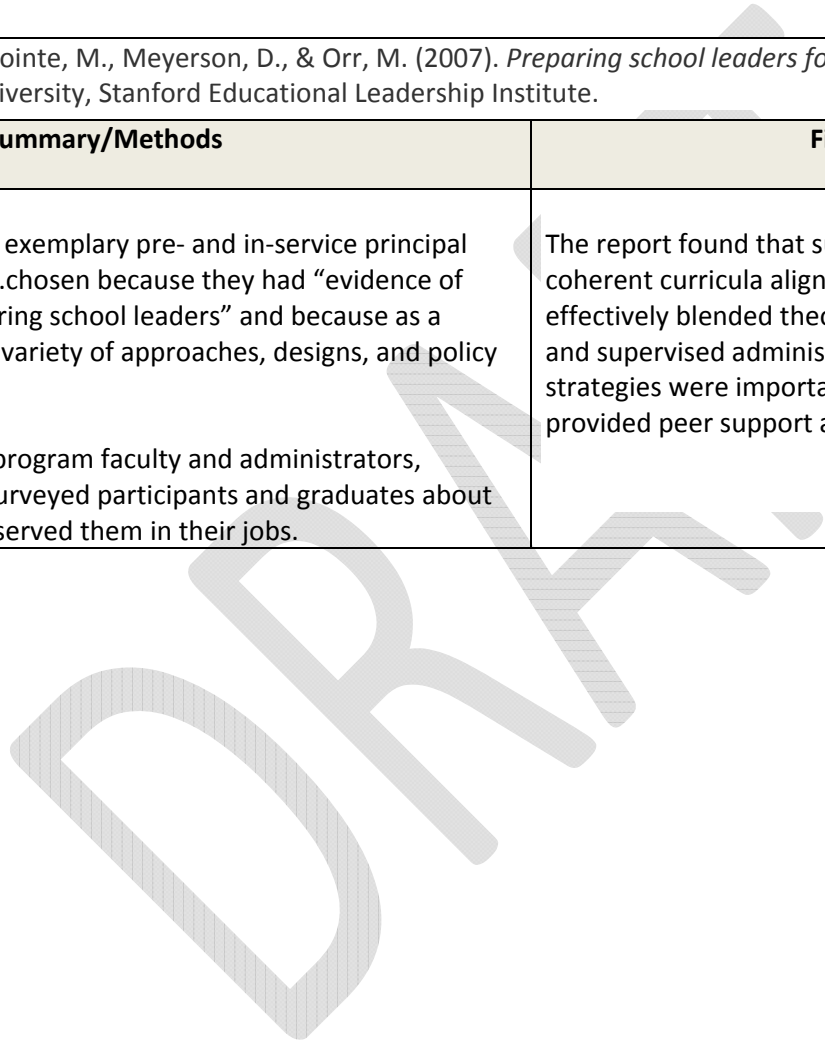 ointe, M., Meyerson, D., & Orr, M. (2007). Preparing school leaders fo
iversity, Stanford Educational Leadership Institute.
ummary/Methods
F
exemplary pre- and in-service principal
.chosen because they had “evidence of
ring school leaders” and because as a
variety of approaches, designs, and policy
program faculty and administrators,
urveyed participants and graduates about
served them in their jobs.
The report found that s
coherent curricula align
effectively blended theo
and supervised adminis
strategies were importa
provided peer support a
DRA